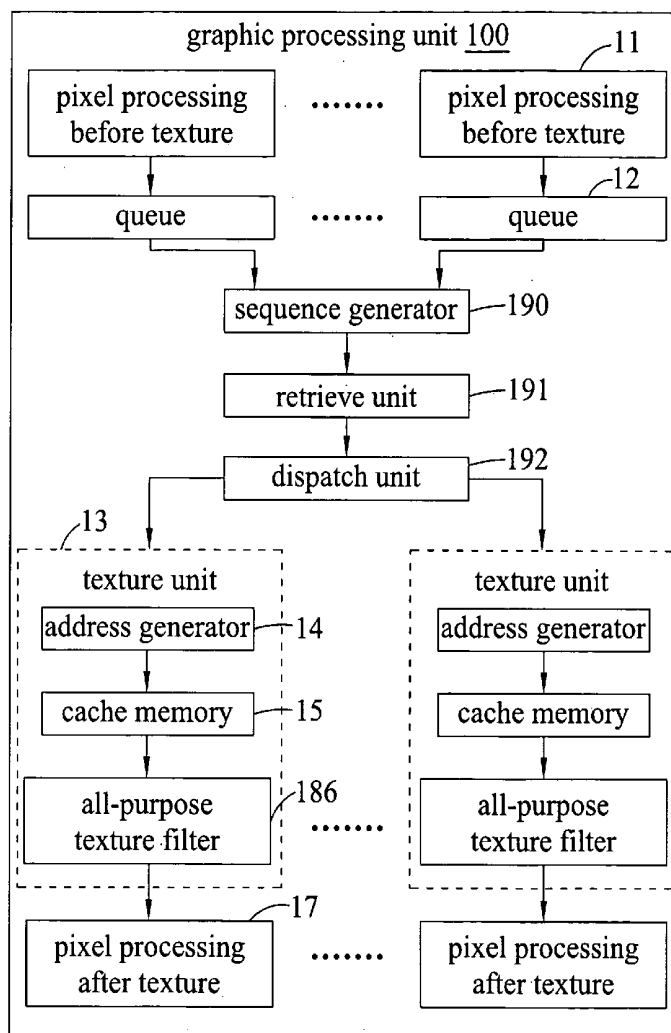 graphic processing unit 100
11
pixel processing
before texture
.......
pixel processing
before texture
12
queue
.......
queue
sequence generator
190
retrieve unit
191
dispatch unit
192
13
texture unit
texture unit
address generator
14
address generator
cache memory
15
cache memory
all-purpose
texture filter
186
.......
all-purpose
texture filter
17
pixel processing
after texture
.......
pixel processing
after texture